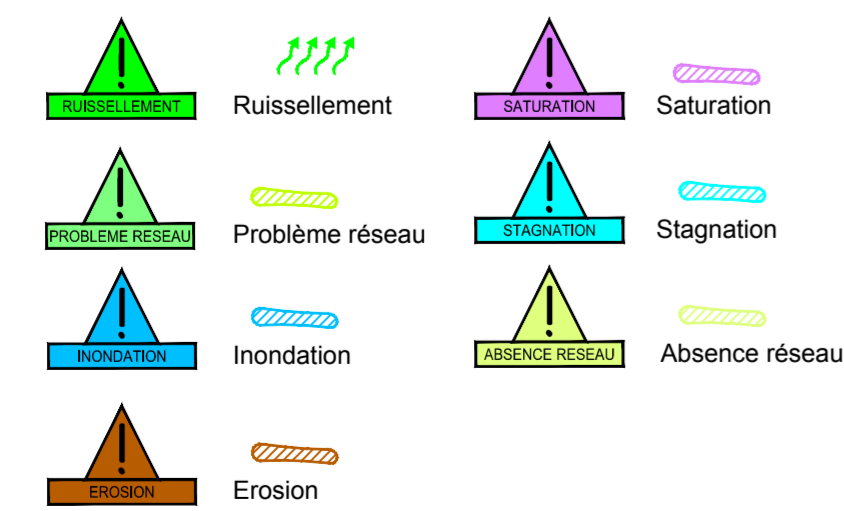 RUISSELLEMENT
Ruissellement
SATURATION
Saturation
PROBLEME RESEAU
Problème réseau
STAGNATION
Stagnation
INONDATION
Inondation
ABSENCE RESEAU
Absence réseau
EROSION
Erosion